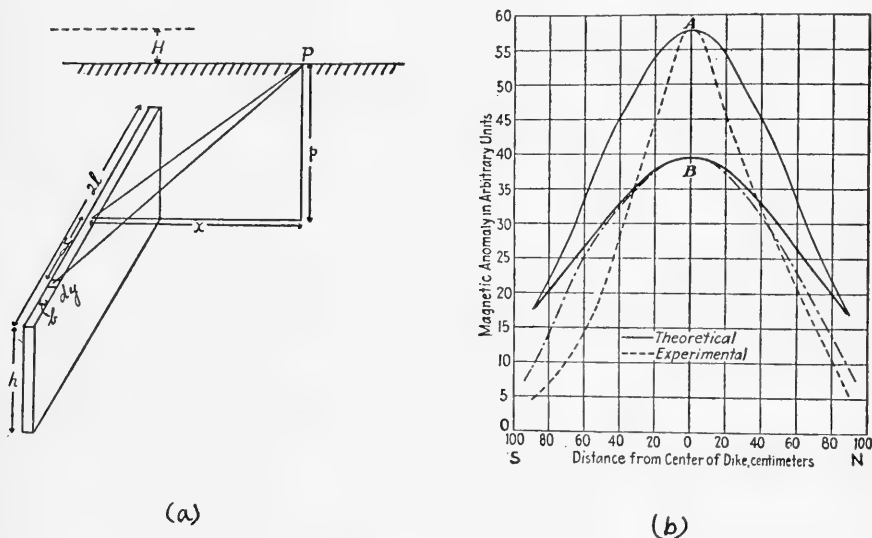 H
P
2l
p
x
y
dy
b
h
(a)
Magnetic Anomaly in Arbitrary Units
60
55
50
45
40
35
30
25
20
15
10
5
0
A
B
Theoretical
Experimental
100 80 60 40 20 0 20 40 60 80 100
S Distance from Center of Dike, centimeters N
(b)